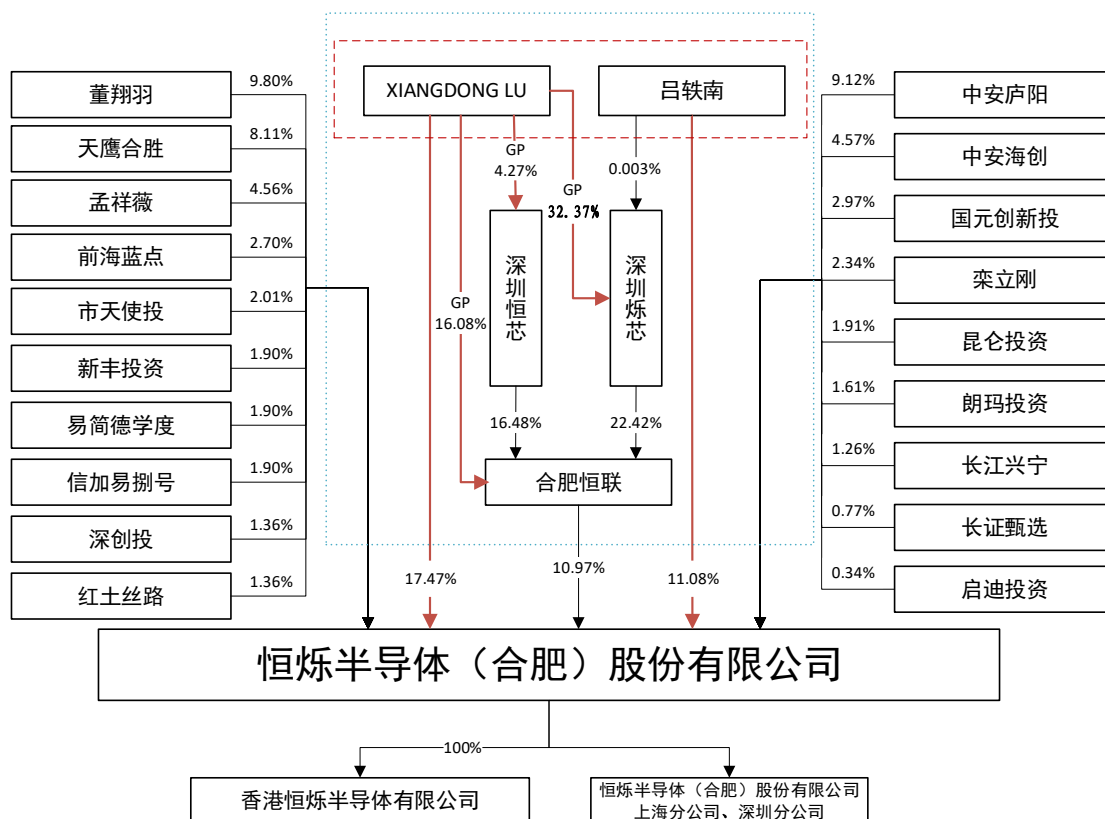 XIANGDONG LU
吕轶南
董翔羽
9.80%
天鹰合胜
8.11%
孟祥薇
4.56%
前海蓝点
2.70%
市天使投
2.01%
新丰投资
1.90%
易简德学度
1.90%
信加易捌号
1.90%
深创投
1.36%
红土丝路
1.36%
GP
4.27%
GP
32.37%
0.003%
GP
16.08%
深圳恒芯
深圳烁芯
16.48%
22.42%
合肥恒联
17.47%
10.97%
11.08%
9.12%
中安庐阳
4.57%
中安海创
2.97%
国元创新投
2.34%
栾立刚
1.91%
昆仑投资
1.61%
朗玛投资
1.26%
长江兴宁
0.77%
长证甄选
0.34%
启迪投资
恒烁半导体（合肥）股份有限公司
100%
香港恒烁半导体有限公司
恒烁半导体（合肥）股份有限公司
上海分公司、深圳分公司